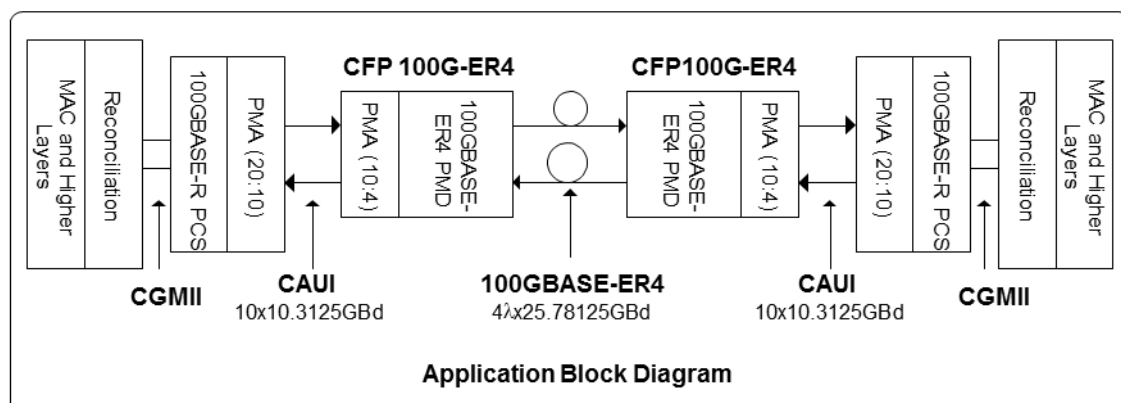 CFP 100G-ER4
CFP100G-ER4
MAC and Higher
Layers
Reconciliation
100GBASE-R PCS
PMA (20:10)
PMA (10:4)
100GBASE-
ER4 PMD
100GBASE-
ER4 PMD
PMA (10:4)
PMA (20:10)
100GBASE-R PCS
Reconciliation
MAC and Higher
Layers
CGMII
CAUI
10x10.3125GBd
100GBASE-ER4
4λx25.78125GBd
CAUI
10x10.3125GBd
CGMII
Application Block Diagram